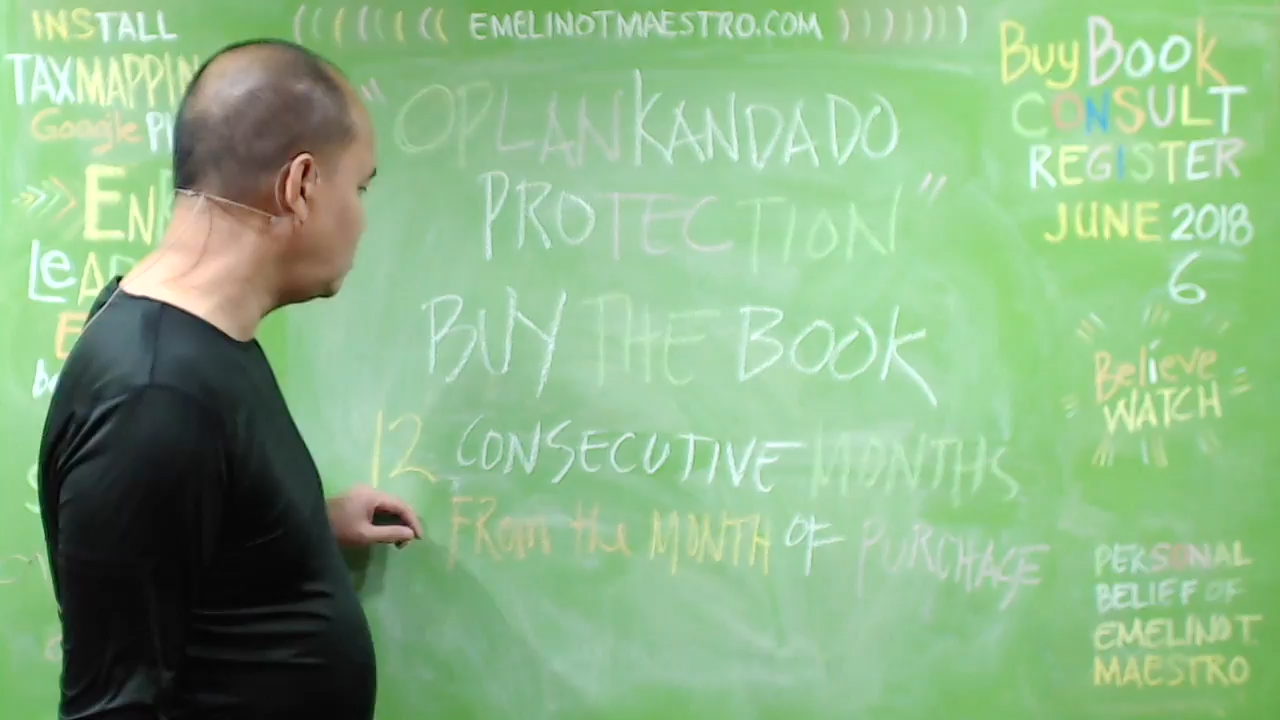 INSTALL
TAXMAPPIN
Google
((((((( EMELINOTMAESTRO.COM )))))))
"OPLAN KANDADO
PROTECTION"
BUY THE BOOK
12 CONSECUTIVE MONTHS
FROM the MONTH OF PURCHASE
Buy Book
CONSULT
REGISTER
JUNE 2018
6
Believe
WATCH
PERSONAL
BELIEF OF
EMELINO T.
MAESTRO